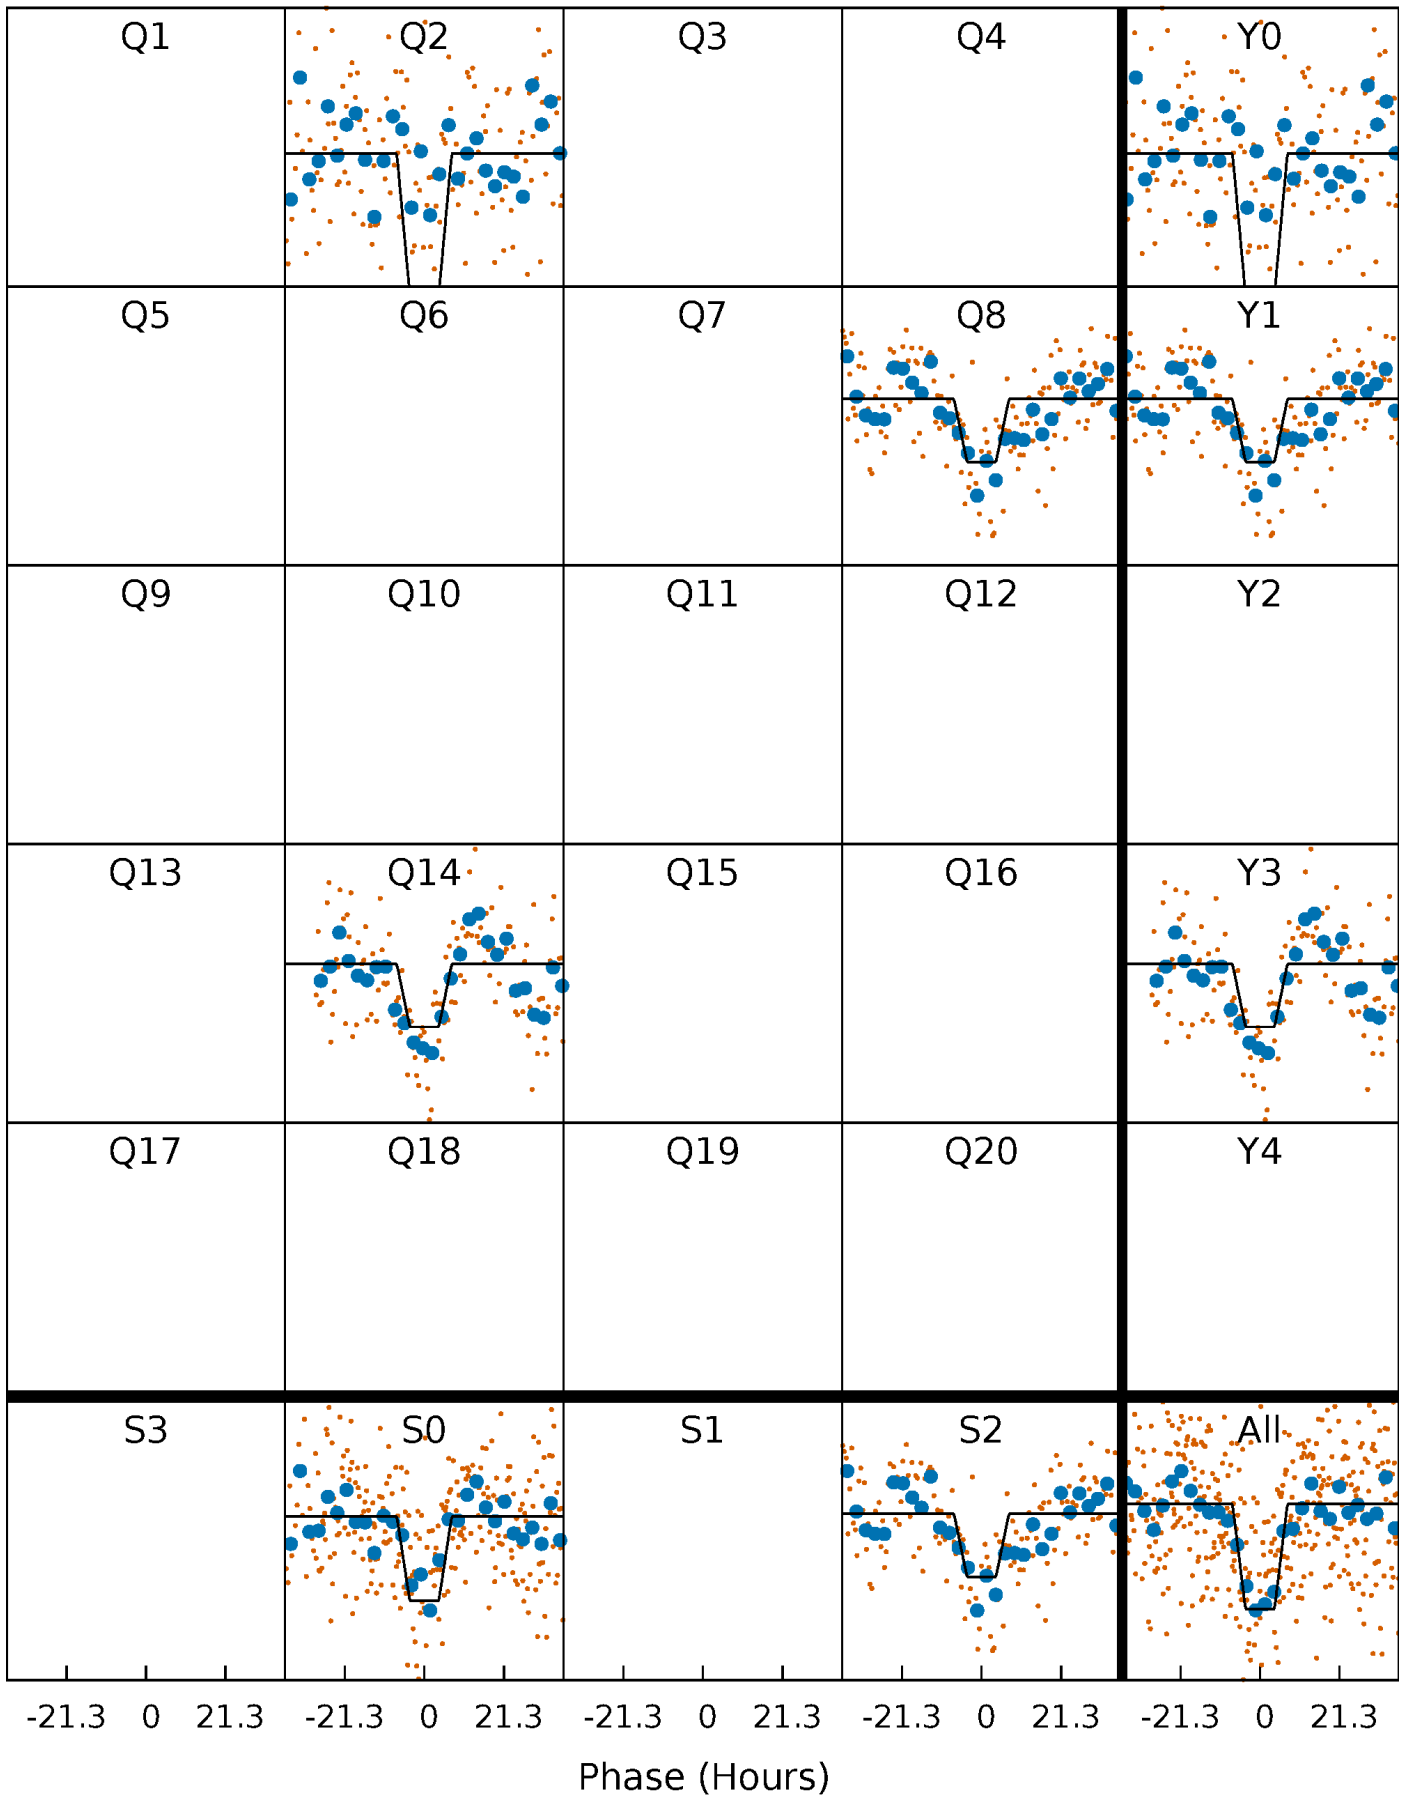 Q1 Q2 Q3 Q4 Y0
Q5 Q6 Q7 Q8 Y1
Q9 Q10 Q11 Q12 Y2
Q13 Q14 Q15 Q16 Y3
Q17 Q18 Q19 Q20 Y4
S3 S0 S1 S2 All
-21.3 0 21.3 -21.3 0 21.3 -21.3 0 21.3 -21.3 0 21.3 -21.3 0 21.3
Phase (Hours)